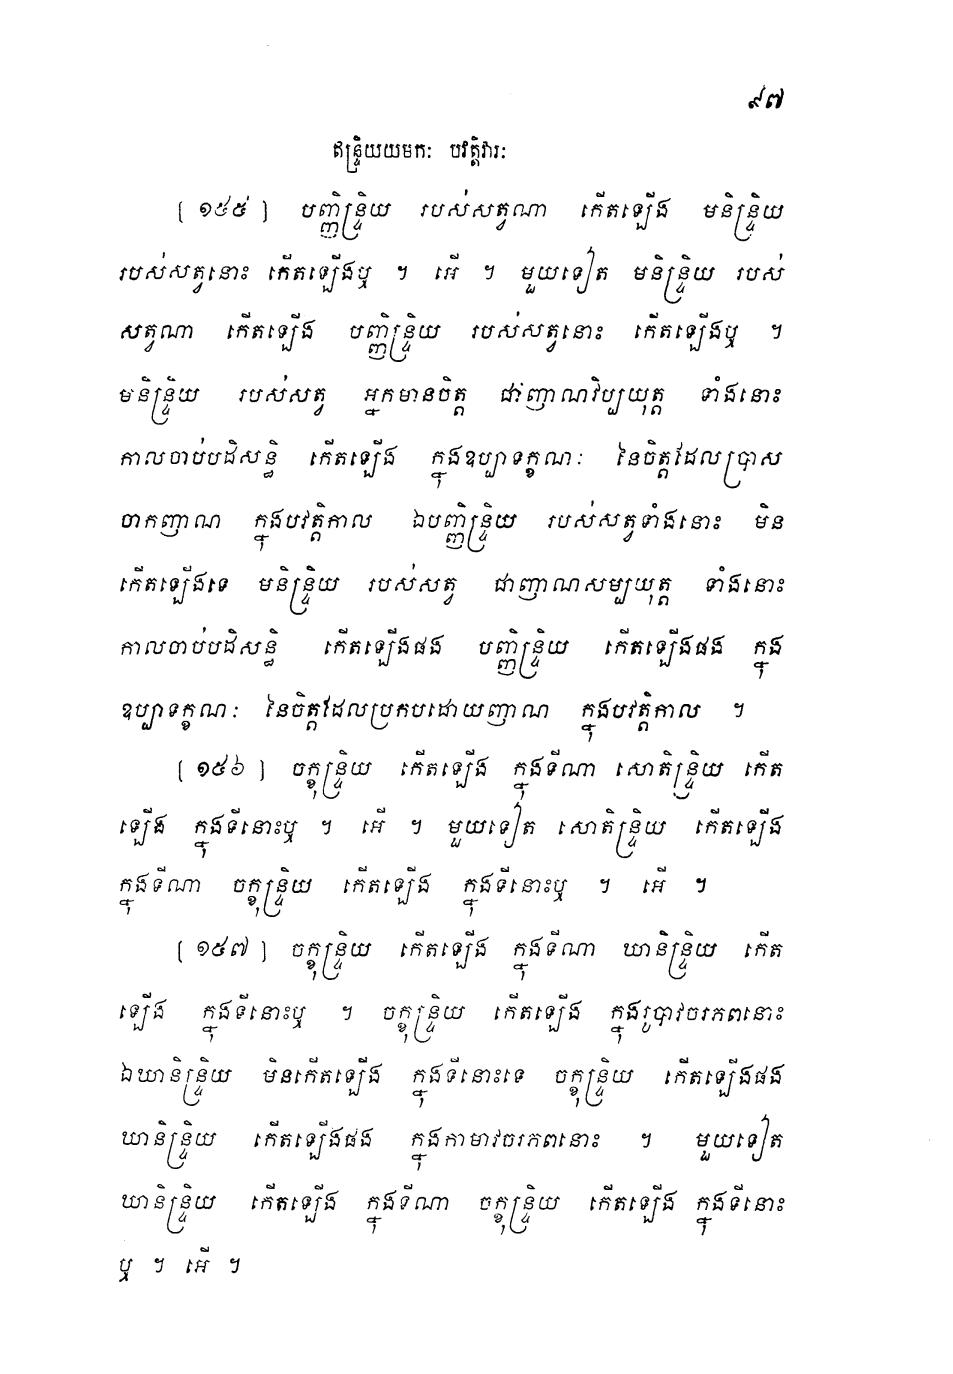 ៩៧
ឥន្ទ្រិយយមកៈ បវត្តិវារៈ
[ ១៥៥ ] បញ្ញិន្ទ្រិយ របស់សត្វណា កើតឡើង មនិន្ទ្រិយ
របស់សត្វនោះ កើតឡើងឬ ។ អើ ។ មួយទៀត មនិន្ទ្រិយ របស់
សត្វណា កើតឡើង បញ្ញិន្ទ្រិយ របស់សត្វនោះ កើតឡើងឬ ។
មនិន្ទ្រិយ របស់សត្វ អ្នកមានចិត្ត ជាញាណវិប្បយុត្ត ទាំងនោះ
កាលចាប់បដិសន្ធិ កើតឡើង ក្នុងឧប្បាទក្ខណៈ នៃចិត្តដែលប្រាស
ចាកញាណ ក្នុងបវត្តិកាល ឯបញ្ញិន្ទ្រិយ របស់សត្វទាំងនោះ មិន
កើតឡើងទេ មនិន្ទ្រិយ របស់សត្វ ជាញាណសម្បយុត្ត ទាំងនោះ
កាលចាប់បដិសន្ធិ កើតឡើងផង បញ្ញិន្ទ្រិយ កើតឡើងផង ក្នុង
ឧប្បាទក្ខណៈ នៃចិត្តដែលប្រកបដោយញាណ ក្នុងបវត្តិកាល ។
[ ១៥៦ ] ចក្ខុន្ទ្រិយ កើតឡើង ក្នុងទីណា សោតិន្ទ្រិយ កើត
ឡើង ក្នុងទីនោះឬ ។ អើ ។ មួយទៀត សោតិន្ទ្រិយ កើតឡើង
ក្នុងទីណា ចក្ខុន្ទ្រិយ កើតឡើង ក្នុងទីនោះឬ ។ អើ ។
[ ១៥៧ ] ចក្ខុន្ទ្រិយ កើតឡើង ក្នុងទីណា ឃានិន្ទ្រិយ កើត
ឡើង ក្នុងទីនោះឬ ។ ចក្ខុន្ទ្រិយ កើតឡើង ក្នុងរូបាវចរភពនោះ
ឯឃានិន្ទ្រិយ មិនកើតឡើង ក្នុងទីនោះទេ ចក្ខុន្ទ្រិយ កើតឡើងផង
ឃានិន្ទ្រិយ កើតឡើងផង ក្នុងកាមាវចរភពនោះ ។ មួយទៀត
ឃានិន្ទ្រិយ កើតឡើង ក្នុងទីណា ចក្ខុន្ទ្រិយ កើតឡើង ក្នុងទីនោះ
ឬ ។ អើ ។